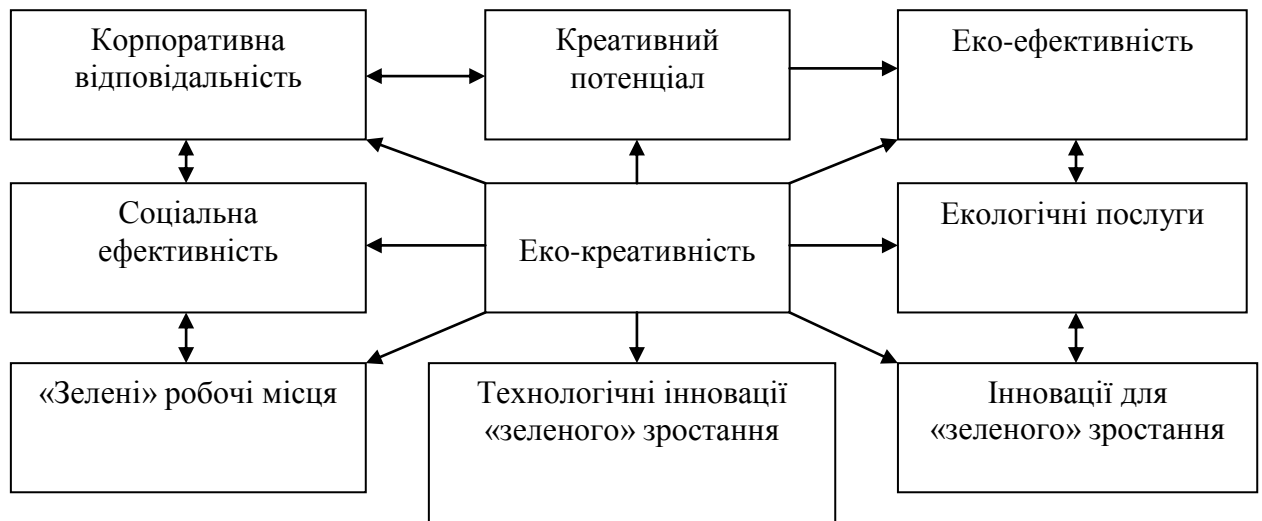 Корпоративна
відповідальність
Креативний
потенціал
Еко-ефективність
Соціальна
ефективність
Еко-креативність
Екологічні послуги
«Зелені» робочі місця
Технологічні інновації
«зеленого» зростання
Інновації для
«зеленого» зростання